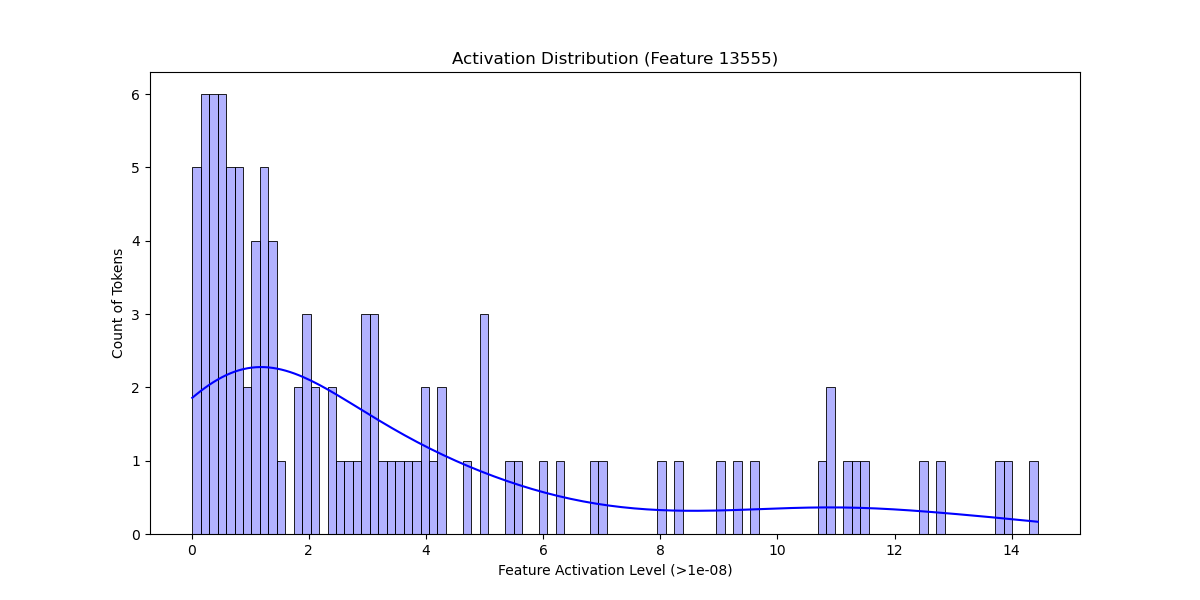 Activation Distribution (Feature 13555)
Count of Tokens
6
5
4
3
2
1
0
0 2 4 6 8 10 12 14
Feature Activation Level (>1e-08)